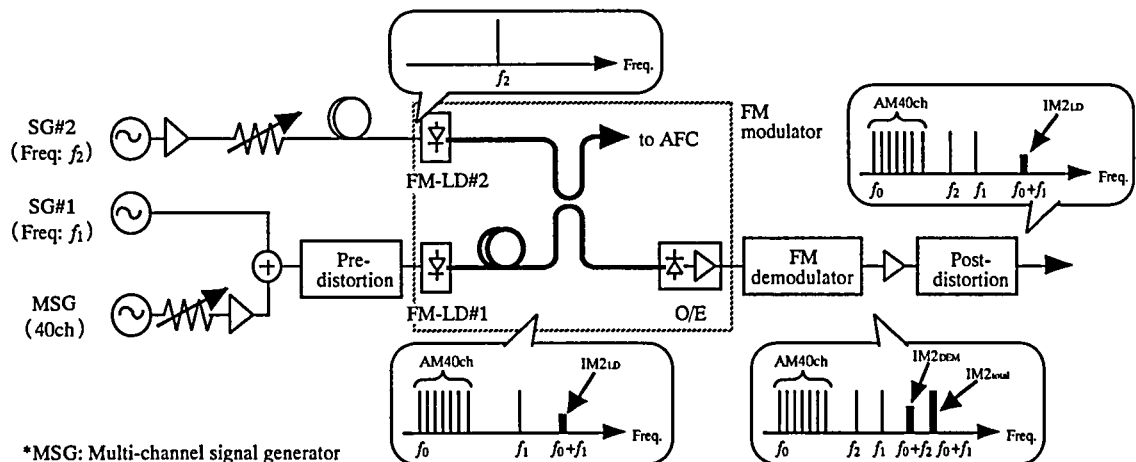 Freq.
f2
SG#2
(Freq: f2)
FM-LD#2
to AFC
FM
modulator
AM40ch
IM2LD
f0
f2
f1
f0+f1
Freq.
SG#1
(Freq: f1)
MSG
(40ch)
+
Pre-
distortion
FM-LD#1
O/E
FM
demodulator
Post-
distortion
AM40ch
IM2LD
f0
f1
f0+f1
Freq.
AM40ch
IM2DEM
IM2total
f0
f2
f1
f0+f2
f0+f1
Freq.
*MSG: Multi-channel signal generator